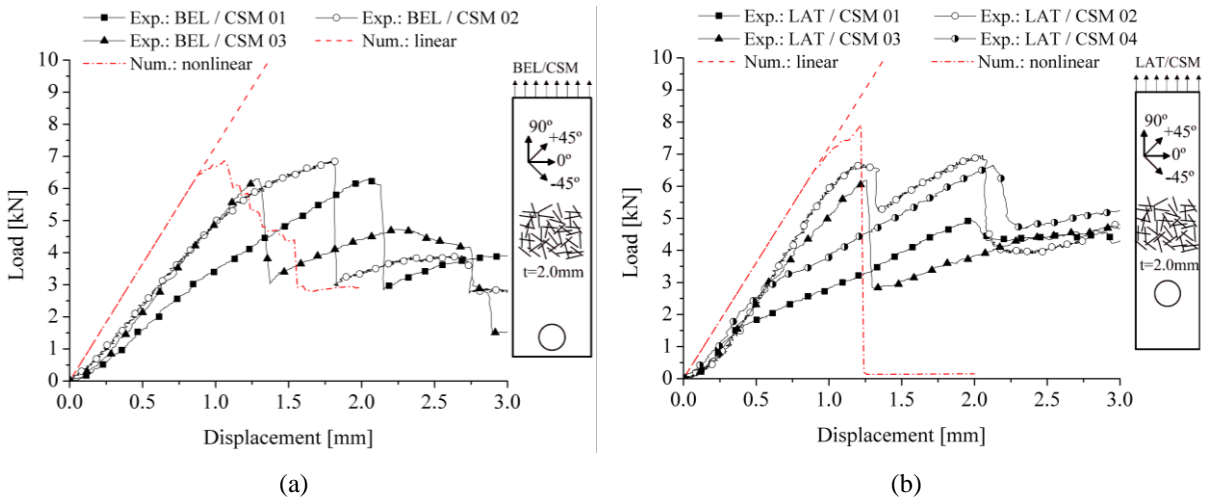 Exp.: BEL / CSM 01 Exp.: BEL / CSM 02
Exp.: BEL / CSM 03 Num.: linear
Num.: nonlinear
10
9
8
7
6
5
4
3
2
1
0
Load [kN]
0.0 0.5 1.0 1.5 2.0 2.5 3.0
Displacement [mm]
BEL/CSM
90º
+45º
0º
-45º
t=2.0mm
(a)
Exp.: LAT / CSM 01 Exp.: LAT / CSM 02
Exp.: LAT / CSM 03 Exp.: LAT / CSM 04
Num.: linear Num.: nonlinear
10
9
8
7
6
5
4
3
2
1
0
Load [kN]
0.0 0.5 1.0 1.5 2.0 2.5 3.0
Displacement [mm]
LAT/CSM
90º
+45º
0º
-45º
t=2.0mm
(b)